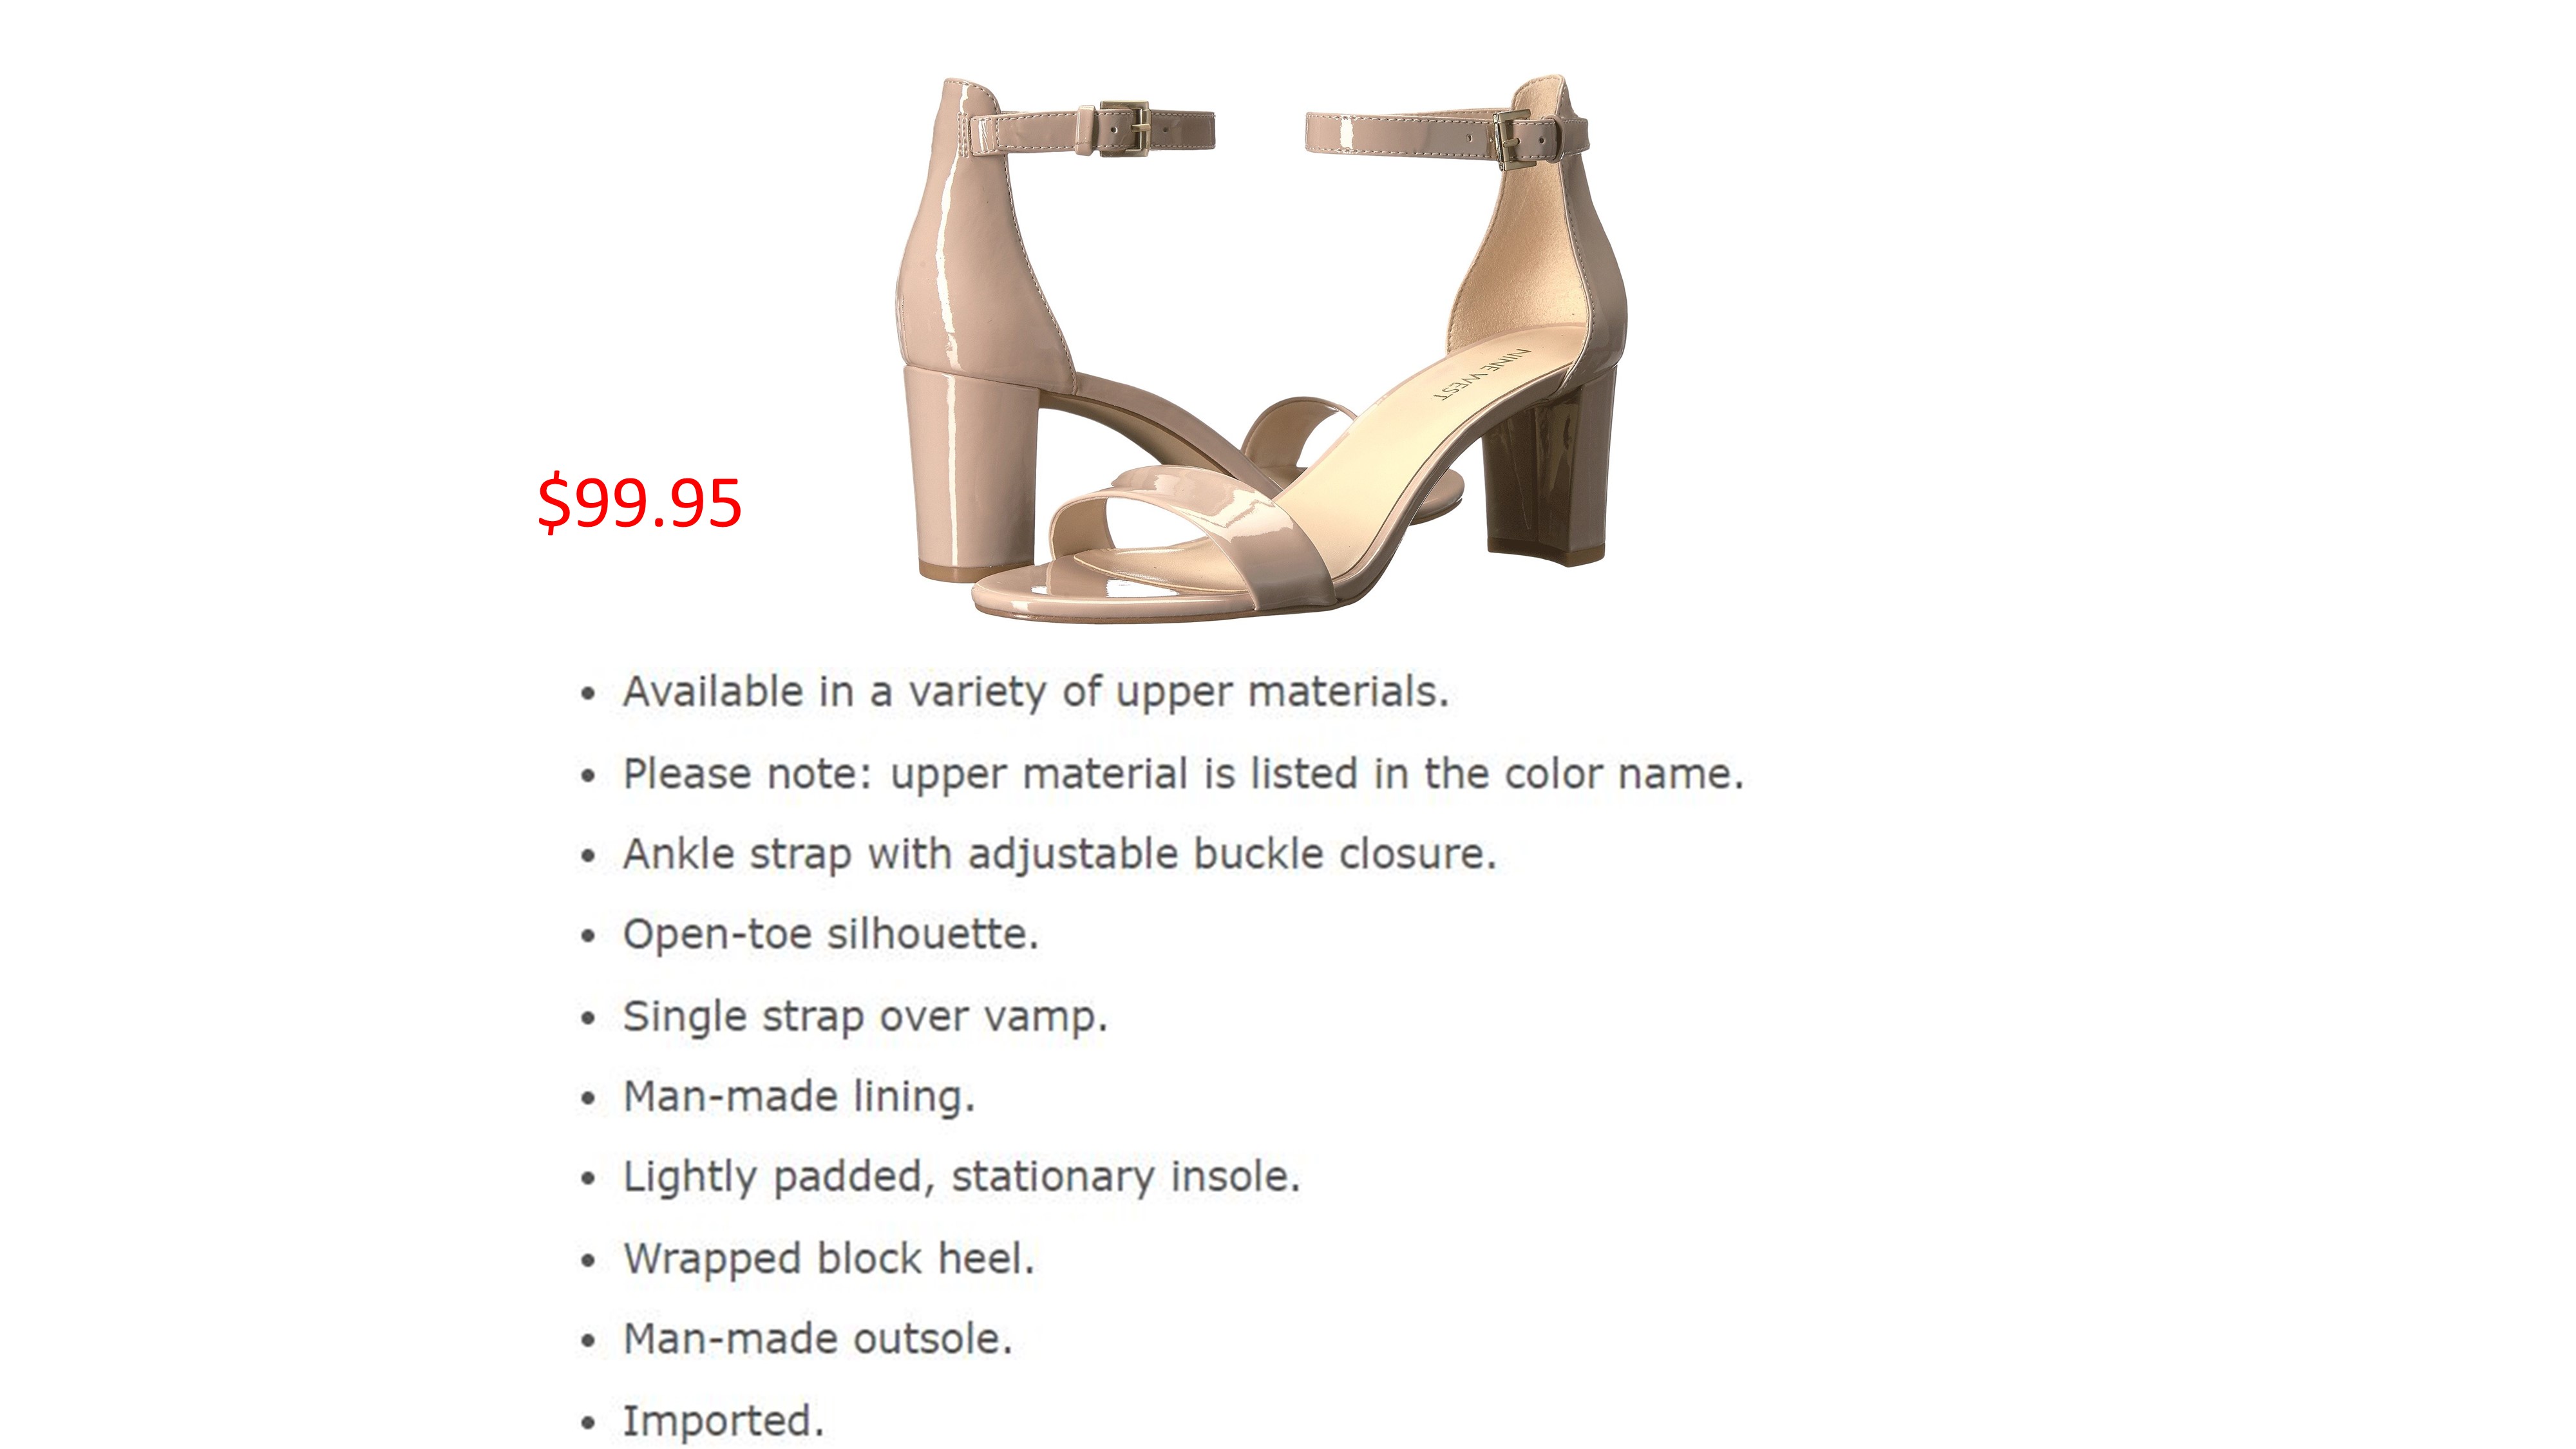 NINE WEST
$99.95
• Available in a variety of upper materials.
• Please note: upper material is listed in the color name.
• Ankle strap with adjustable buckle closure.
• Open-toe silhouette.
• Single strap over vamp.
• Man-made lining.
• Lightly padded, stationary insole.
• Wrapped block heel.
• Man-made outsole.
• Imported.